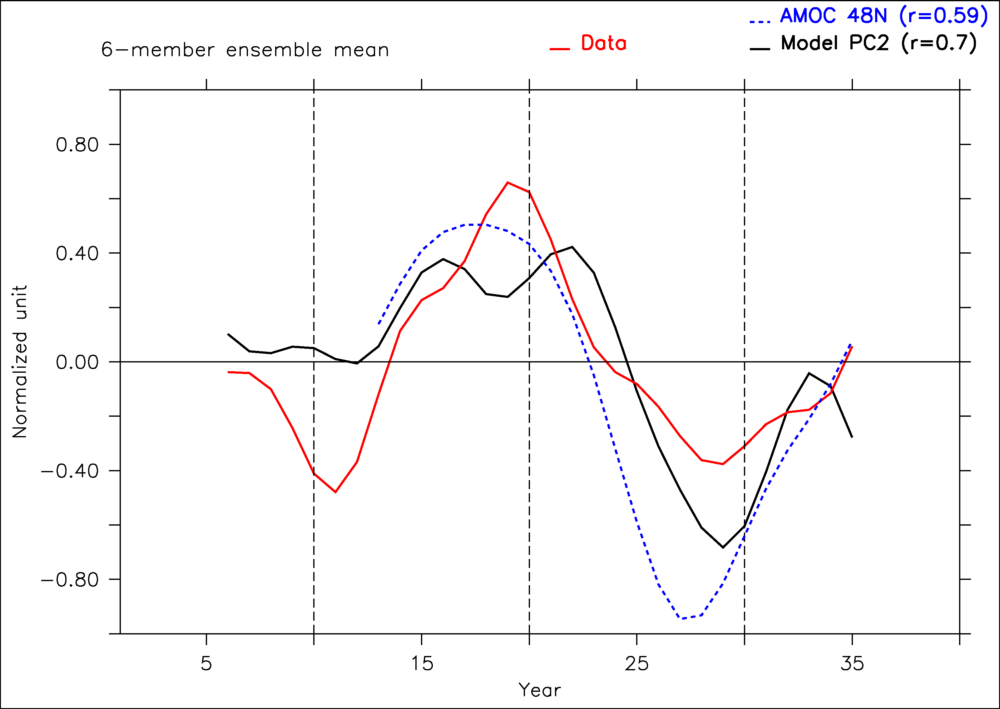 AMOC 48N (r=0.59)
6-member ensemble mean
Data
Model PC2 (r=0.7)
0.80
0.40
0.00
-0.40
-0.80
Normalized unit
5
15
25
35
Year